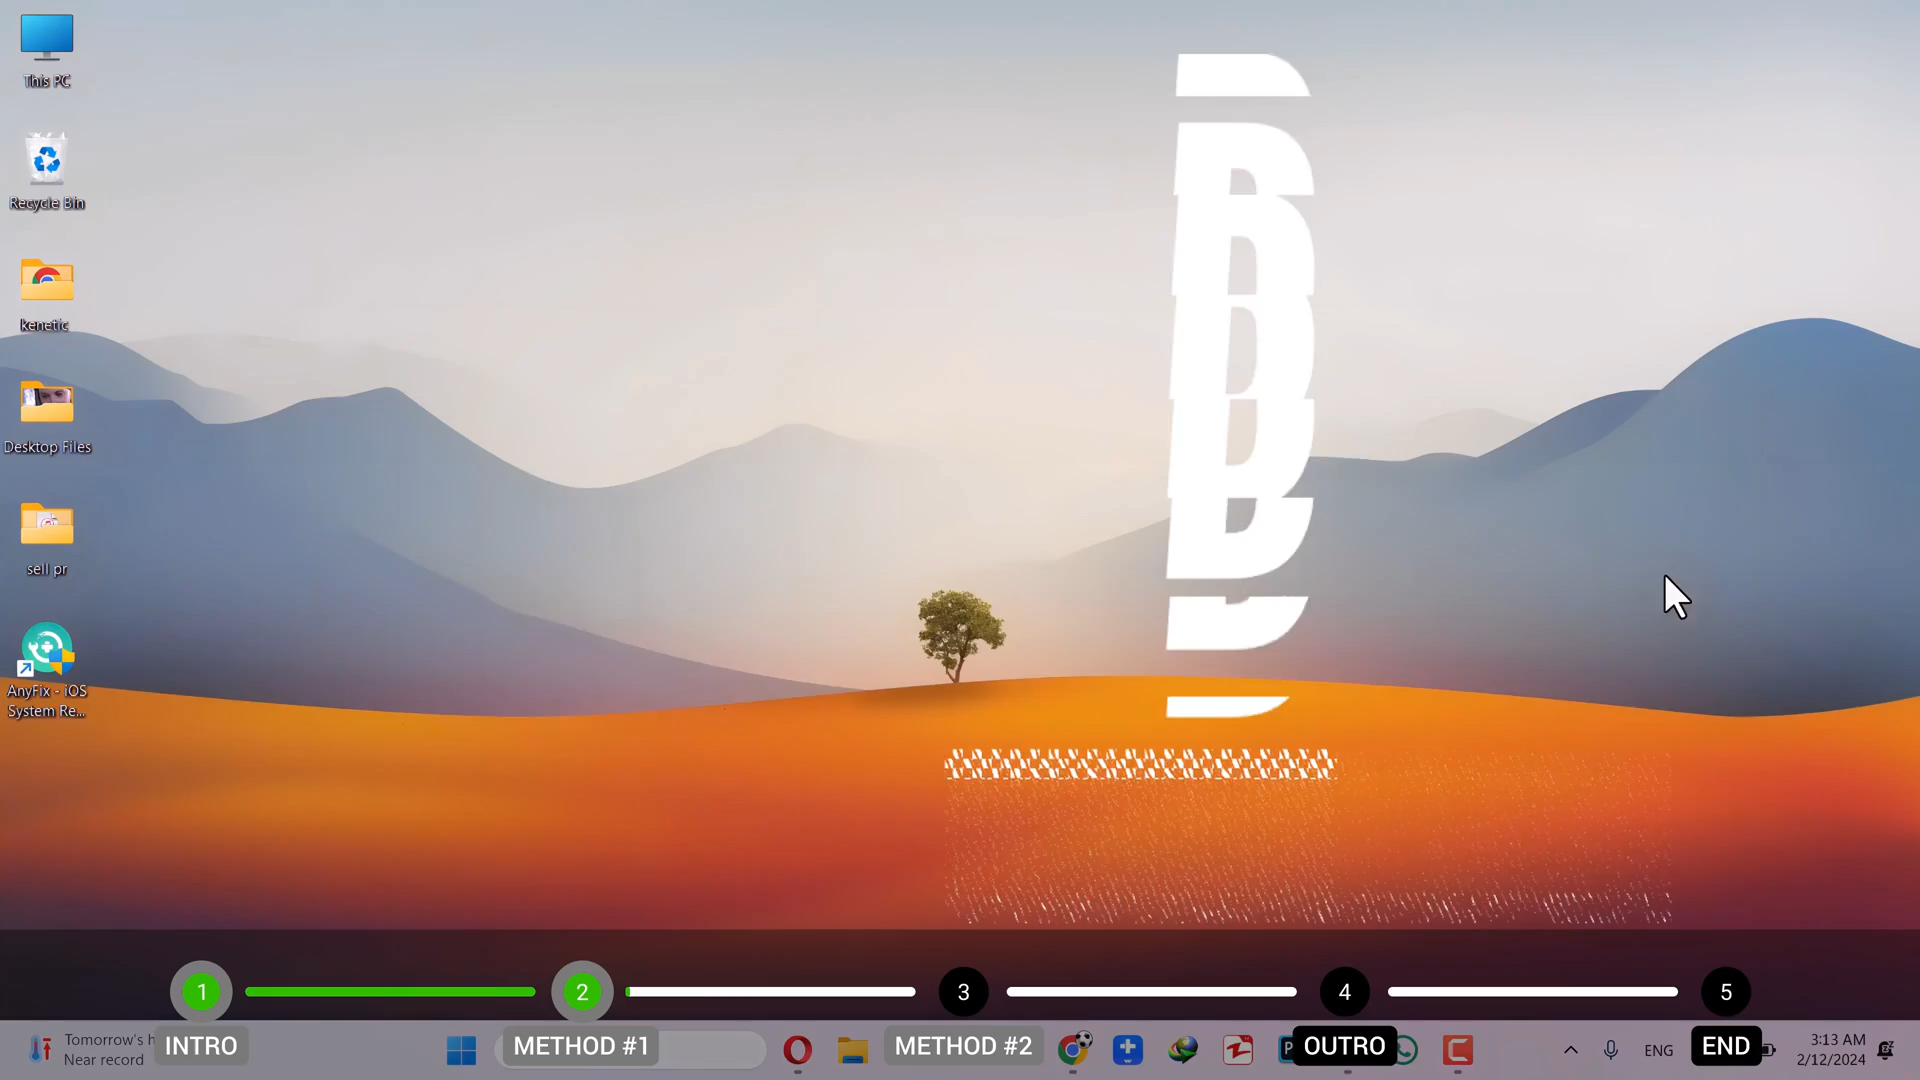 This PC
Recycle Bin
kenetic
Desktop Files
sell pr
AnyFix - iOS
System Re...
1
2
3
4
5
INTRO
METHOD #1
METHOD #2
OUTRO
END
Tomorrow's h
Near record
ENG
3:13 AM
2/12/2024